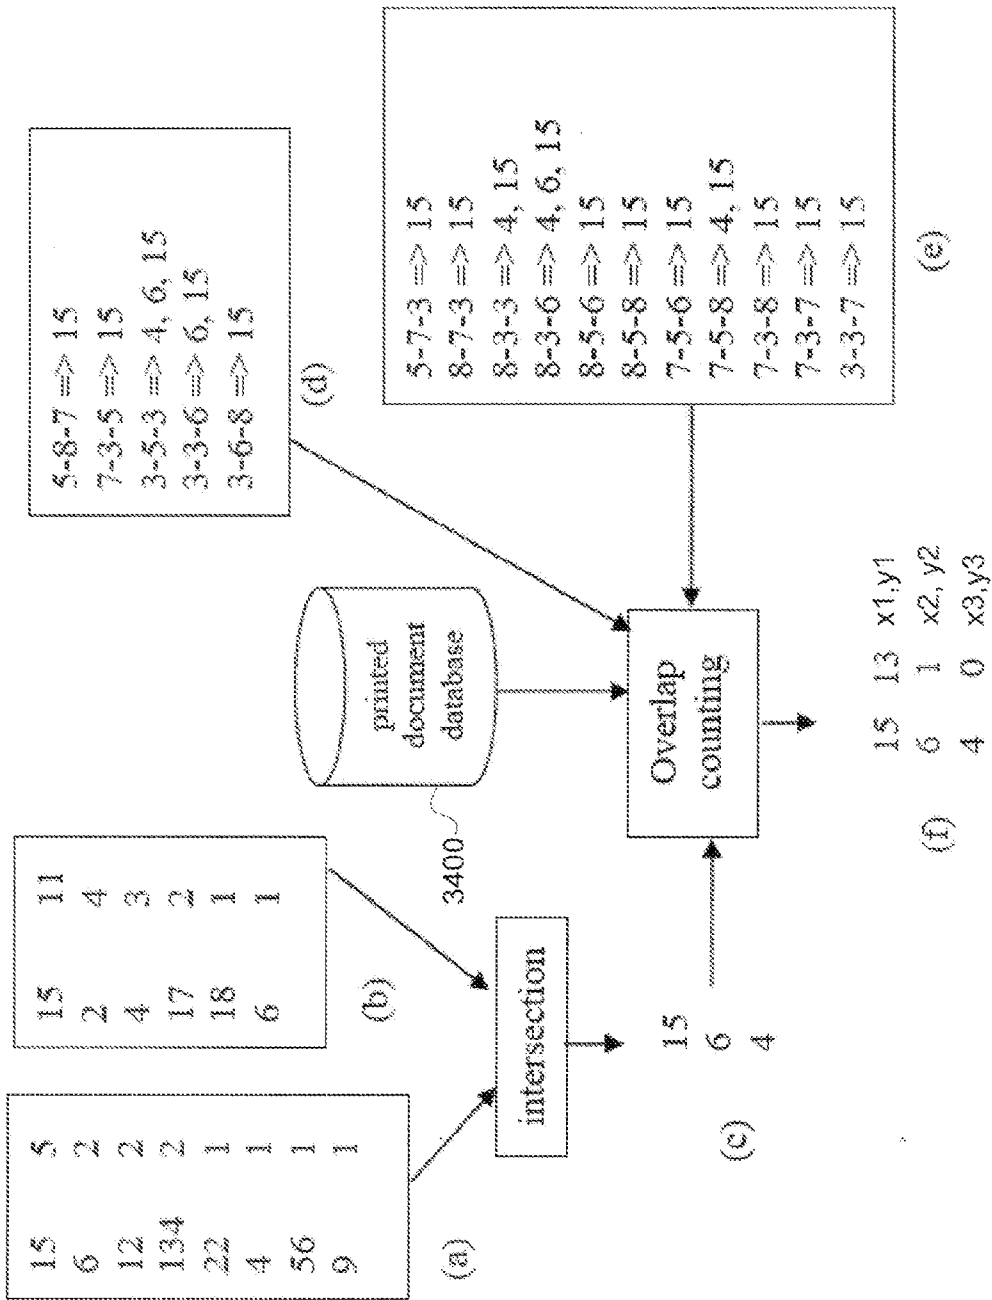 15 5
6 2
12 2
134 2
22 1
4 1
56 1
9 1
(a)
15 11
2 4
4 3
17 2
18 1
6 1
(b)
intersection
15
6
4
(c)
printed
document
database
3400
5-8-7 => 15
7-3-5 => 15
3-5-3 => 4, 6, 15
3-3-6 => 6, 15
3-6-8 => 15
(d)
5-7-3 => 15
8-7-3 => 15
8-3-3 => 4, 15
8-3-6 => 4, 6, 15
8-5-6 => 15
8-5-8 => 15
7-5-6 => 15
7-5-8 => 4, 15
7-3-8 => 15
7-3-7 => 15
3-3-7 => 15
(e)
Overlap
counting
15 13 x1,y1
6 1 x2, y2
4 0 x3,y3
(f)